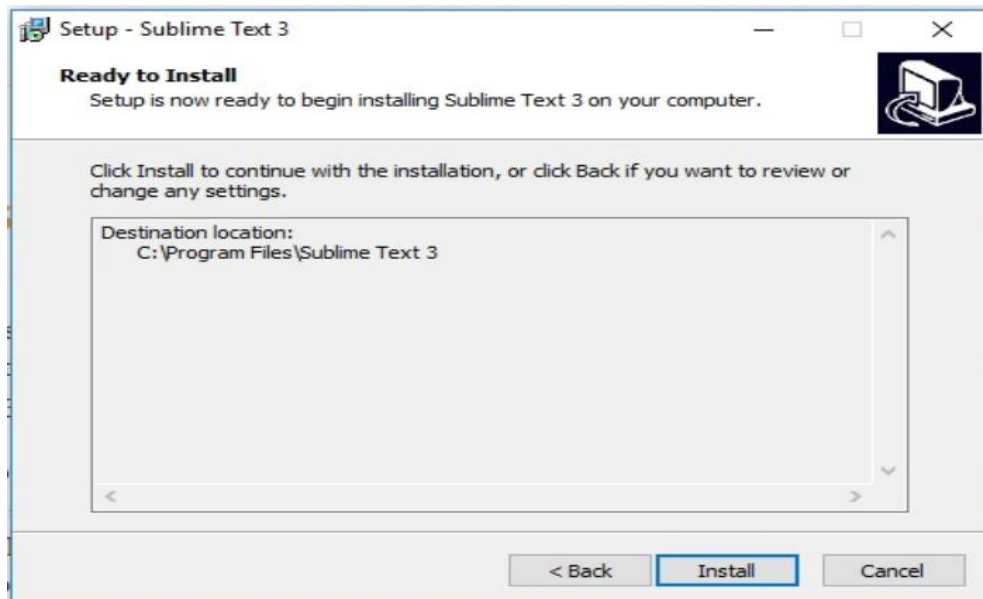 Setup - Sublime Text 3
Ready to Install
Setup is now ready to begin installing Sublime Text 3 on your computer.
Click Install to continue with the installation, or click Back if you want to review or
change any settings.
Destination location:
C:\Program Files\Sublime Text 3
< Back
Install
Cancel